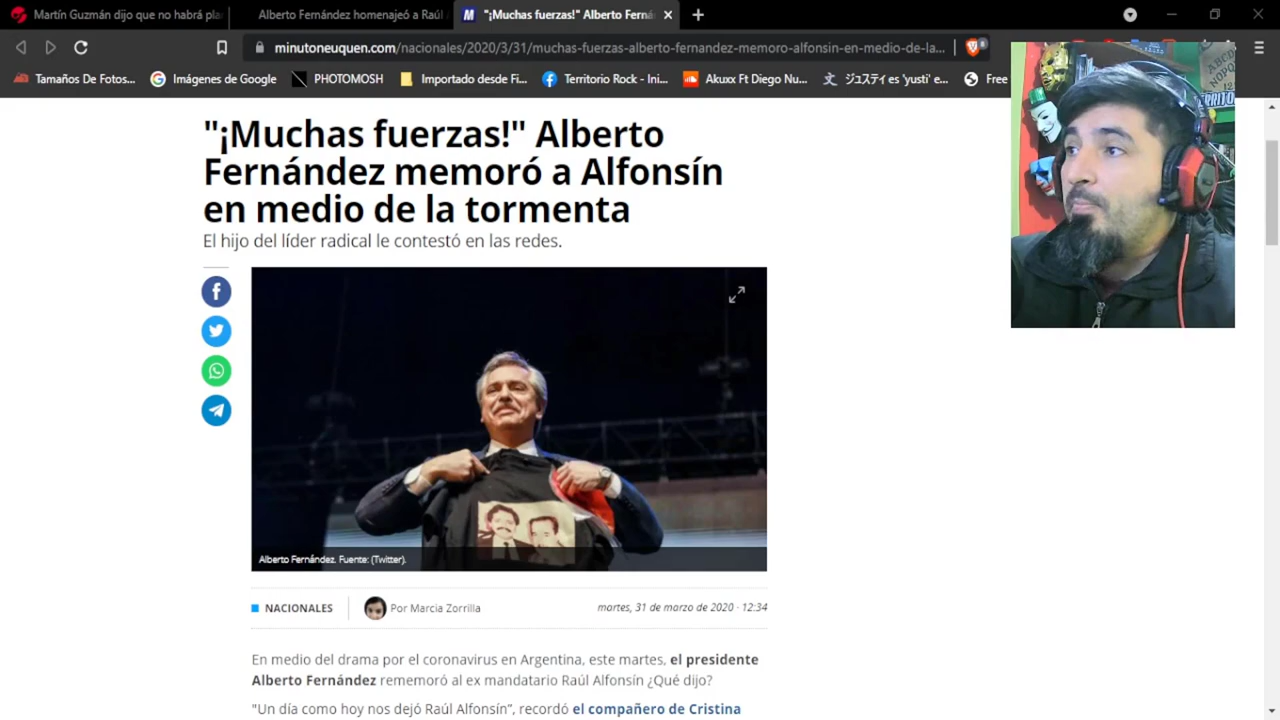 Martín Guzmán dijo que no habrá pla
Alberto Fernández homenajeó a Raúl
"¡Muchas fuerzas!" Alberto Ferná
minutoneuquen.com/nacionales/2020/3/31/muchas-fuerzas-alberto-fernandez-memoro-alfonsin-en-medio-de-la...
Tamaños De Fotos...
Imágenes de Google
PHOTOMOSH
Importado desde Fi...
Territorio Rock - Ini...
Akuxx Ft Diego Nu...
ジュスティ es 'yusti' e...
Free
"¡Muchas fuerzas!" Alberto
Fernández memoró a Alfonsín
en medio de la tormenta
El hijo del líder radical le contestó en las redes.
Alberto Fernández. Fuente: (Twitter).
NACIONALES
Por Marcia Zorrilla
martes, 31 de marzo de 2020 · 12:34
En medio del drama por el coronavirus en Argentina, este martes, el presidente
Alberto Fernández rememoró al ex mandatario Raúl Alfonsín ¿Qué dijo?
"Un día como hoy nos dejó Raúl Alfonsín", recordó el compañero de Cristina